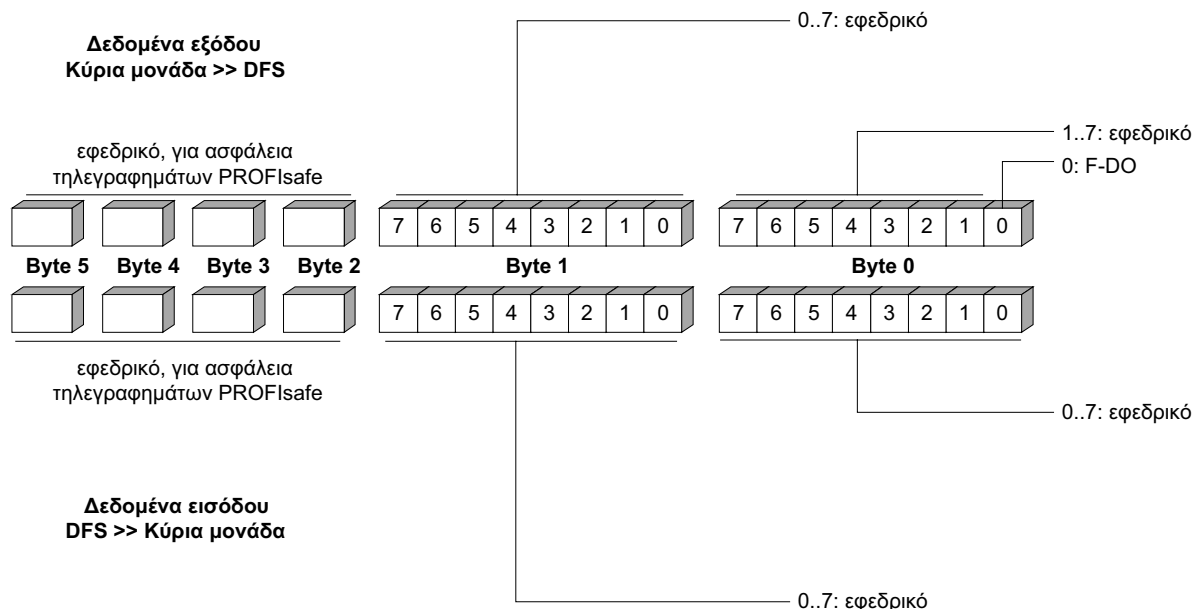 0..7: εφεδρικό
Δεδομένα εξόδου
Κύρια μονάδα >> DFS
1..7: εφεδρικό
εφεδρικό, για ασφάλεια
τηλεγραφημάτων PROFIsafe
0: F-DO
7 6 5 4 3 2 1 0 7 6 5 4 3 2 1 0
Byte 5 Byte 4 Byte 3 Byte 2 Byte 1 Byte 0
7 6 5 4 3 2 1 0 7 6 5 4 3 2 1 0
εφεδρικό, για ασφάλεια
τηλεγραφημάτων PROFIsafe
0..7: εφεδρικό
Δεδομένα εισόδου
DFS >> Κύρια μονάδα
0..7: εφεδρικό